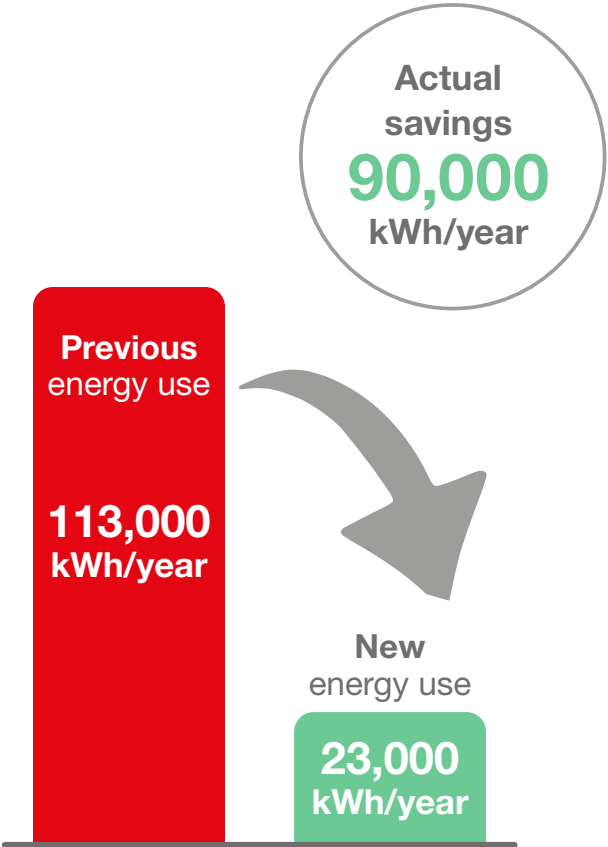 Actual
savings
90,000
kWh/year
Previous
energy use
113,000
kWh/year
New
energy use
23,000
kWh/year